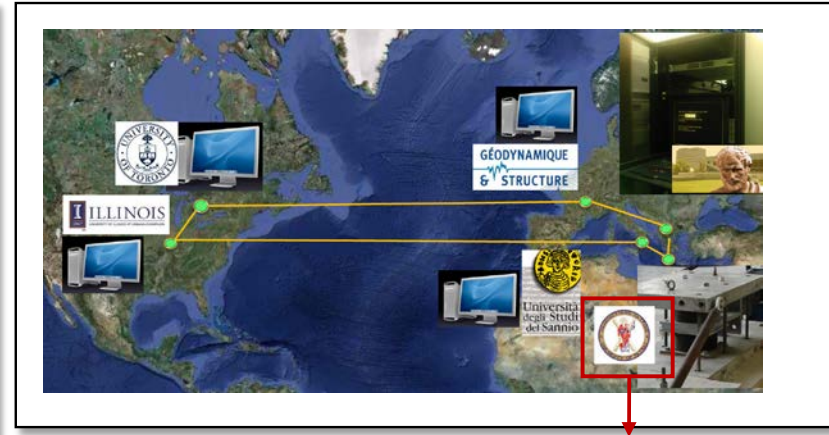 UNIVERSITY
OF TORONTO
ILLINOIS
GÉODYNAMIQUE
& STRUCTURE
Università
degli Studi
del Sannio